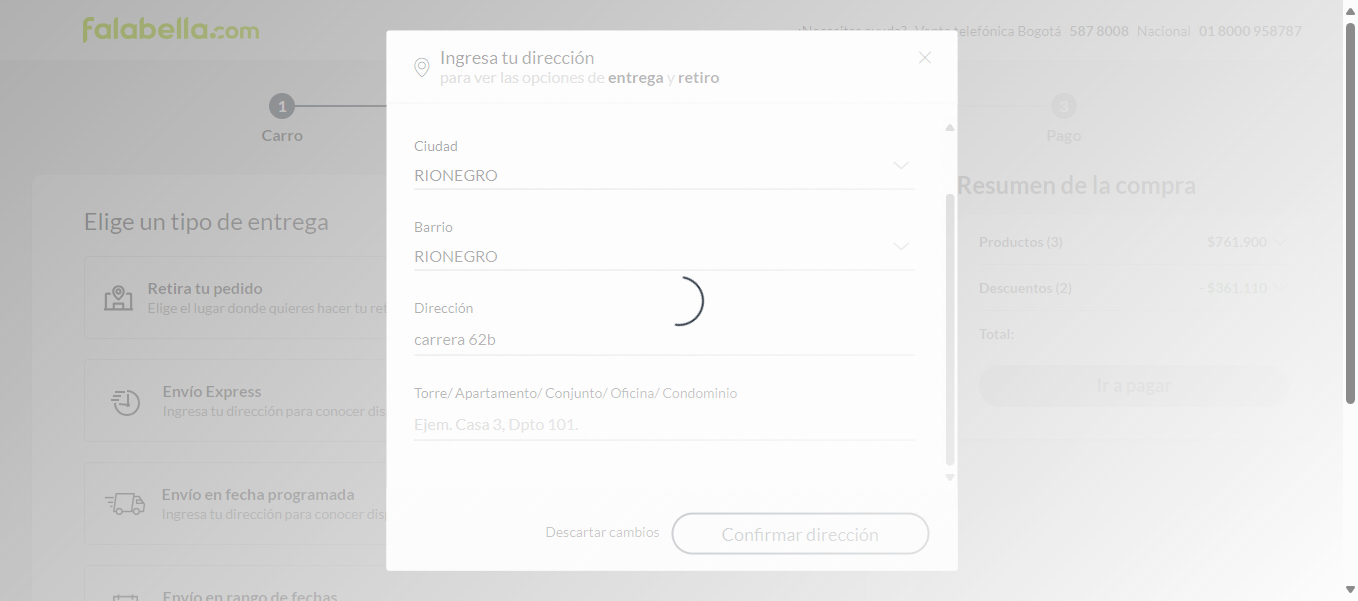 falabella.com
¿Necesitas ayuda? Venta telefónica Bogotá 587 8008 Nacional 01 8000 958787
1
Carro
3
Pago
Elige un tipo de entrega
Retira tu pedido
Elige el lugar donde quieres hacer tu ret
Envío Express
Ingresa tu dirección para conocer dis
Envío en fecha programada
Ingresa tu dirección para conocer dis
Envío en rango de fechas
Ingresa tu dirección
para ver las opciones de entrega y retiro
Ciudad
RIONEGRO
Barrio
RIONEGRO
Dirección
carrera 62b
Torre/ Apartamento/ Conjunto/ Oficina/ Condominio
Ejem. Casa 3, Dpto 101.
Descartar cambios
Confirmar dirección
Resumen de la compra
Productos (3) $761.900
Descuentos (2) - $361.110
Total:
Ir a pagar